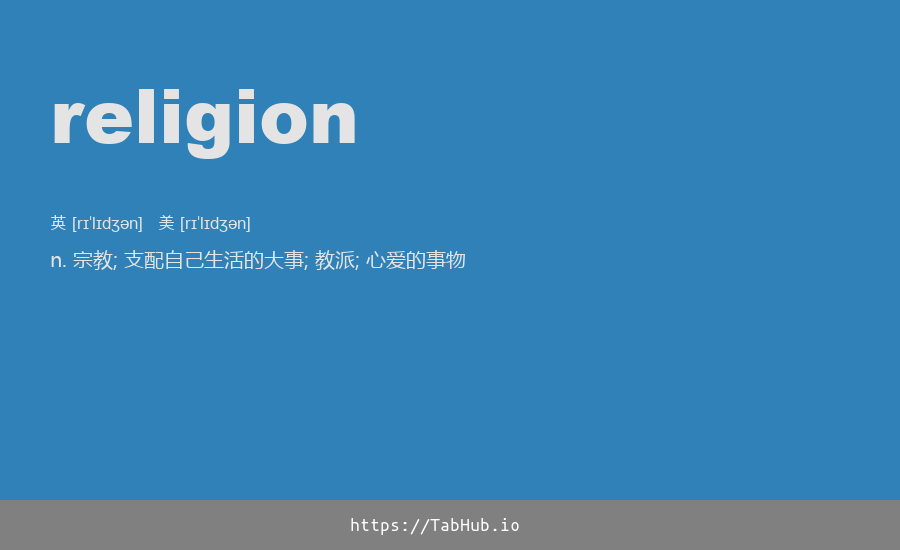 religion
英 [rɪˈlɪdʒən] 美 [rɪˈlɪdʒən]
n. 宗教; 支配自己生活的大事; 教派; 心爱的事物
https://TabHub.io